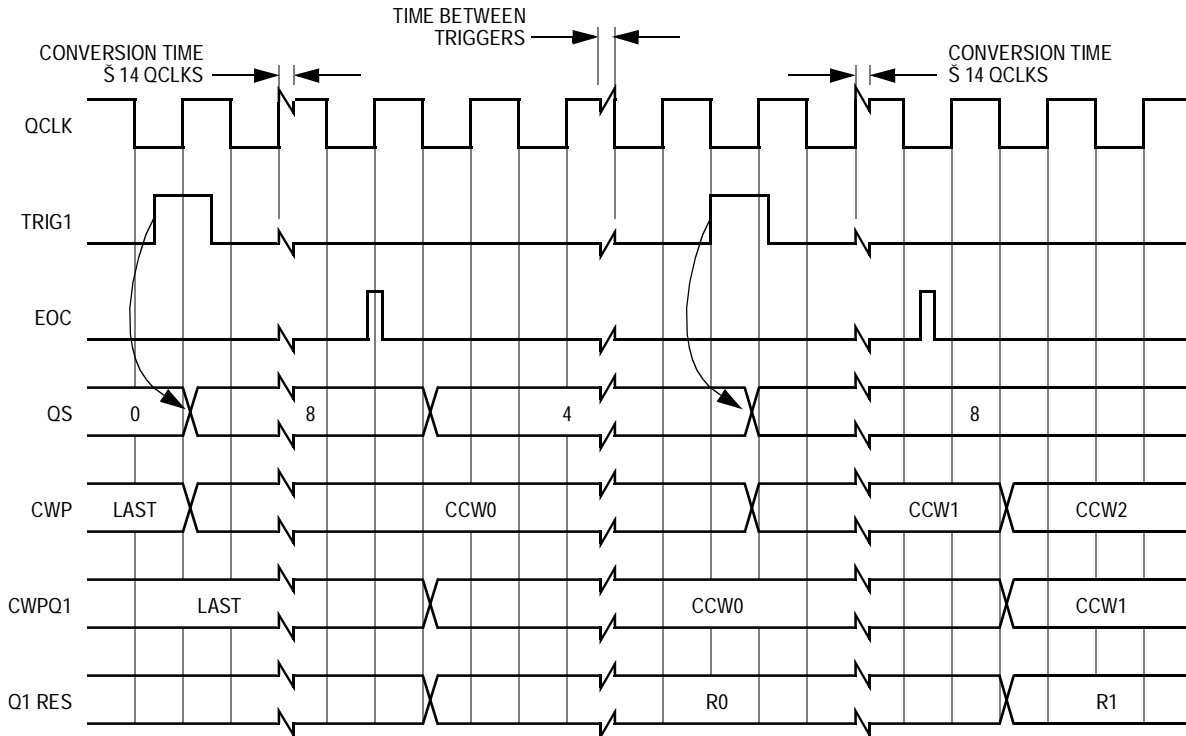 TIME BETWEEN
TRIGGERS
CONVERSION TIME
Š 14 QCLKS
CONVERSION TIME
Š 14 QCLKS
QCLK
TRIG1
EOC
QS
0
8
4
8
CWP
LAST
CCW0
CCW1
CCW2
CWPQ1
LAST
CCW0
CCW1
Q1 RES
R0
R1